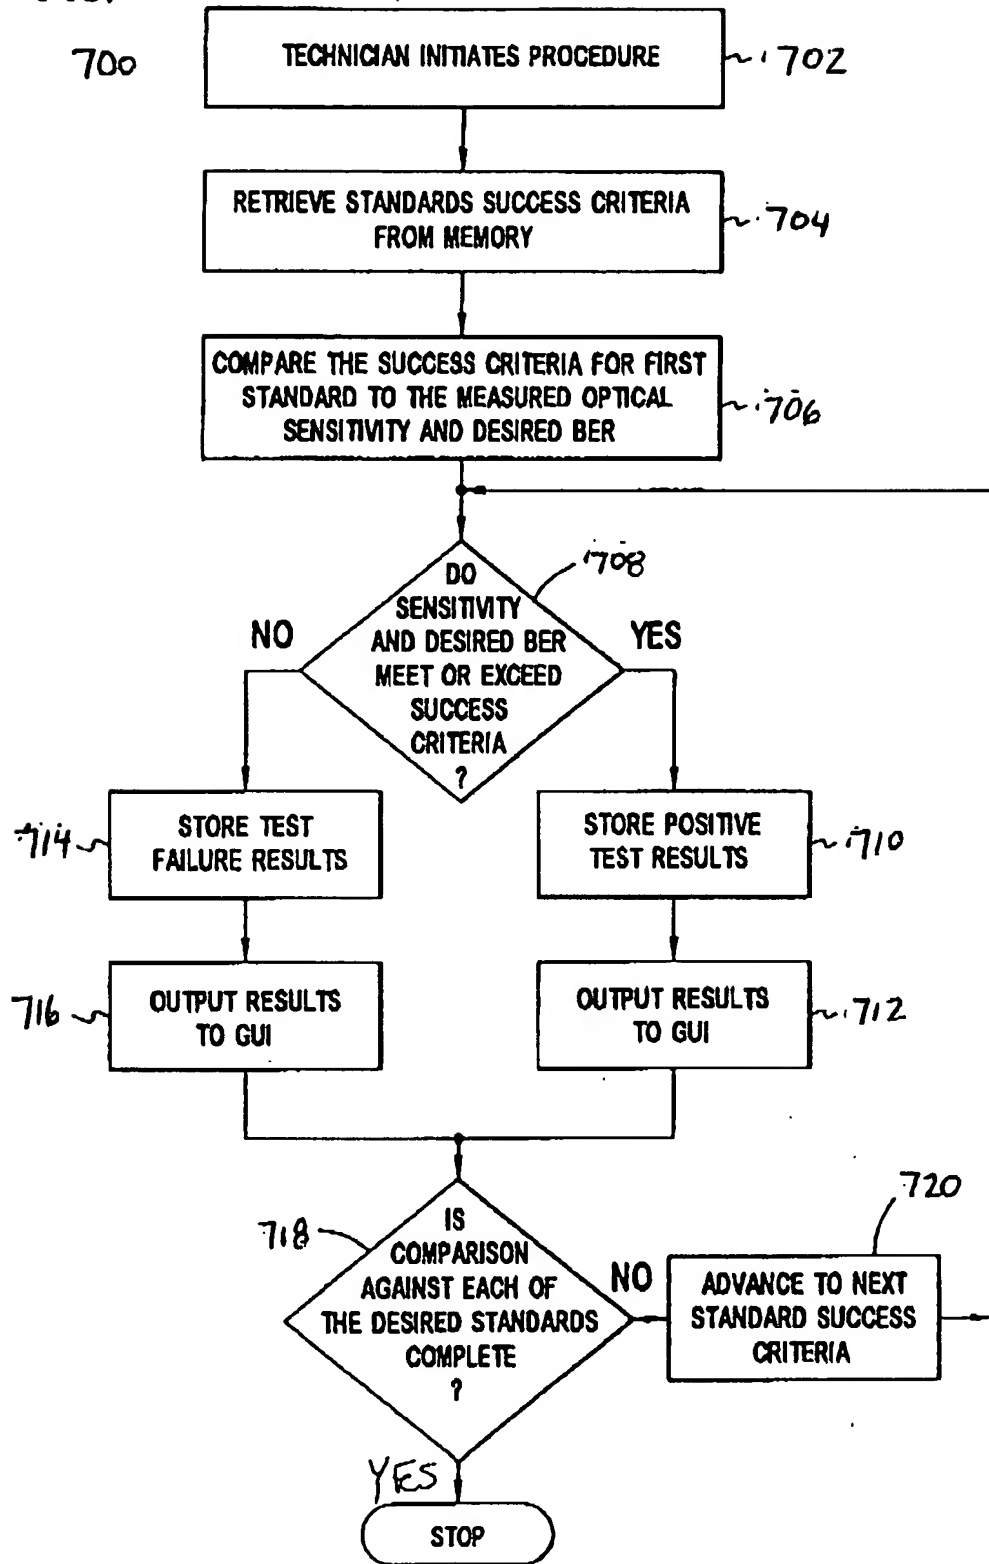 700
TECHNICIAN INITIATES PROCEDURE
702
RETRIEVE STANDARDS SUCCESS CRITERIA
FROM MEMORY
704
COMPARE THE SUCCESS CRITERIA FOR FIRST
STANDARD TO THE MEASURED OPTICAL
SENSITIVITY AND DESIRED BER
706
708
DO
SENSITIVITY
AND DESIRED BER
MEET OR EXCEED
SUCCESS
CRITERIA
?
NO
YES
714
STORE TEST
FAILURE RESULTS
STORE POSITIVE
TEST RESULTS
710
716
OUTPUT RESULTS
TO GUI
OUTPUT RESULTS
TO GUI
712
718
IS
COMPARISON
AGAINST EACH OF
THE DESIRED STANDARDS
COMPLETE
?
NO
720
ADVANCE TO NEXT
STANDARD SUCCESS
CRITERIA
YES
STOP